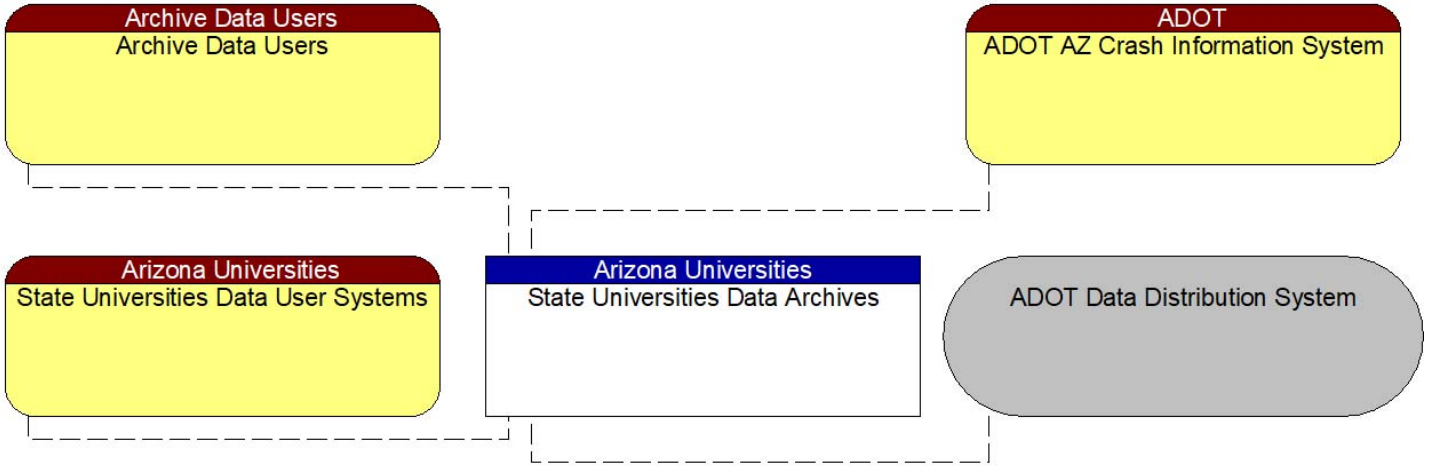 Archive Data Users
Archive Data Users
ADOT
ADOT AZ Crash Information System
Arizona Universities
State Universities Data User Systems
Arizona Universities
State Universities Data Archives
ADOT Data Distribution System